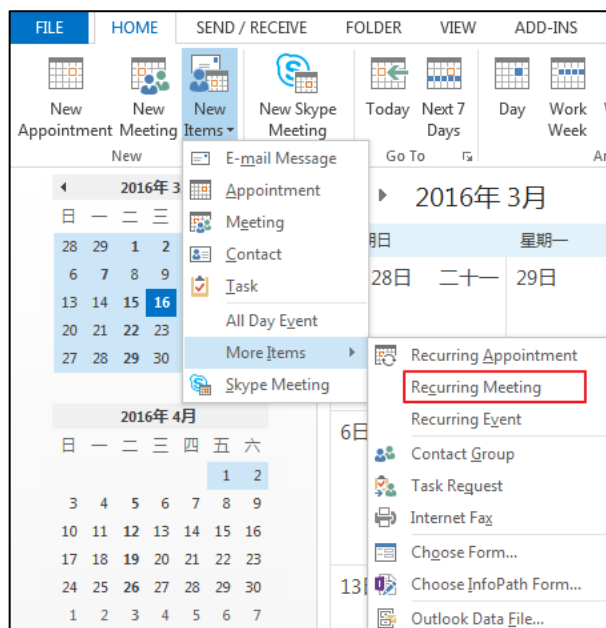 FILE HOME SEND / RECEIVE FOLDER VIEW ADD-INS
New Appointment
New Meeting
New Items
New Skype Meeting
Today
Next 7 Days
Day
Work Week
New
Go To
E-mail Message
Appointment
Meeting
Contact
Task
All Day Event
More Items
Skype Meeting
Recurring Appointment
Recurring Meeting
Recurring Event
Contact Group
Task Request
Internet Fax
Choose Form...
Choose InfoPath Form...
Outlook Data File...
2016年 3
日 一 二 三
28 29 1 2
6 7 8 9
13 14 15 16
20 21 22 23
27 28 29 30
2016年 4月
日 一 二 三 四 五 六
1 2
3 4 5 6 7 8 9
10 11 12 13 14 15 16
17 18 19 20 21 22 23
24 25 26 27 28 29 30
1 2 3 4 5 6 7
2016年 3月
期日 星期一
28日 二十一 29日
6日
13